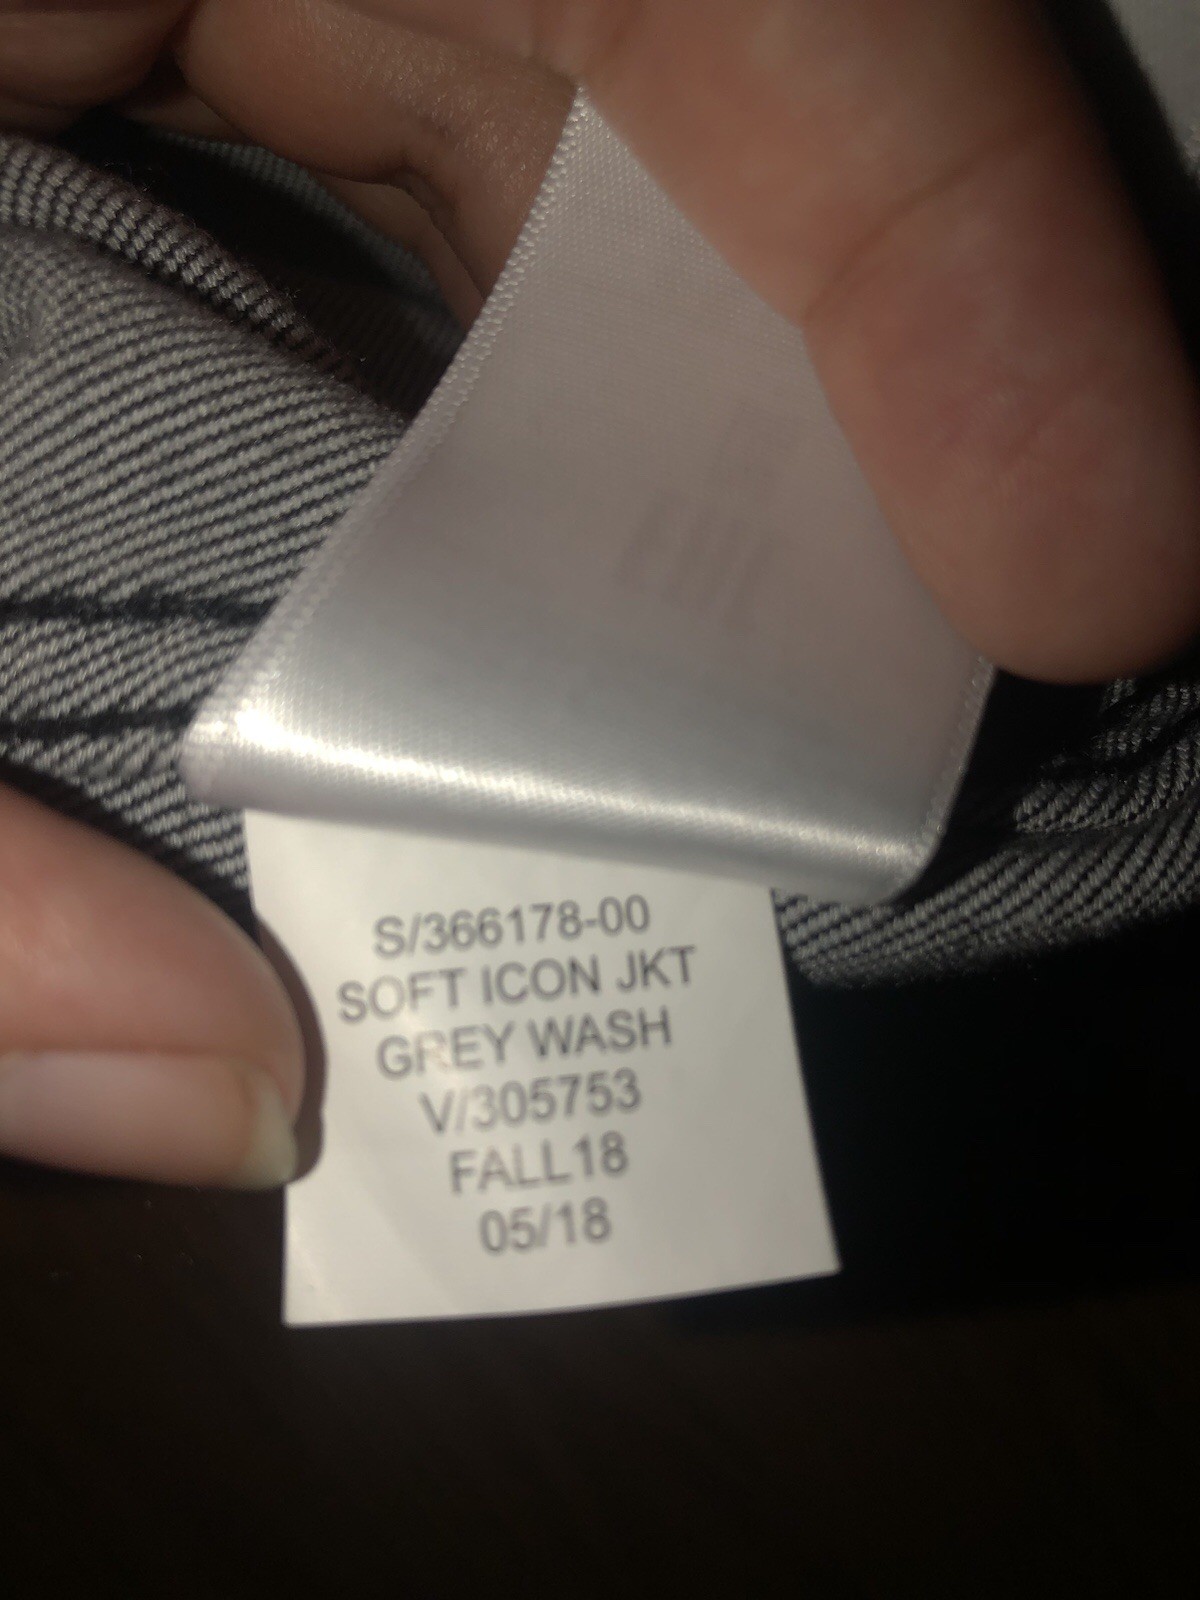 S/366178-00
SOFT ICON JKT
GREY WASH
V/305753
FALL18
05/18